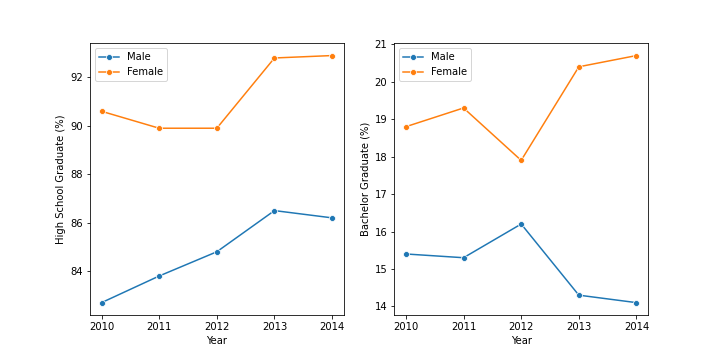 Male
Female
High School Graduate (%)
92
90
88
86
84
2010 2011 2012 2013 2014
Year
Male
Female
Bachelor Graduate (%)
21
20
19
18
17
16
15
14
2010 2011 2012 2013 2014
Year